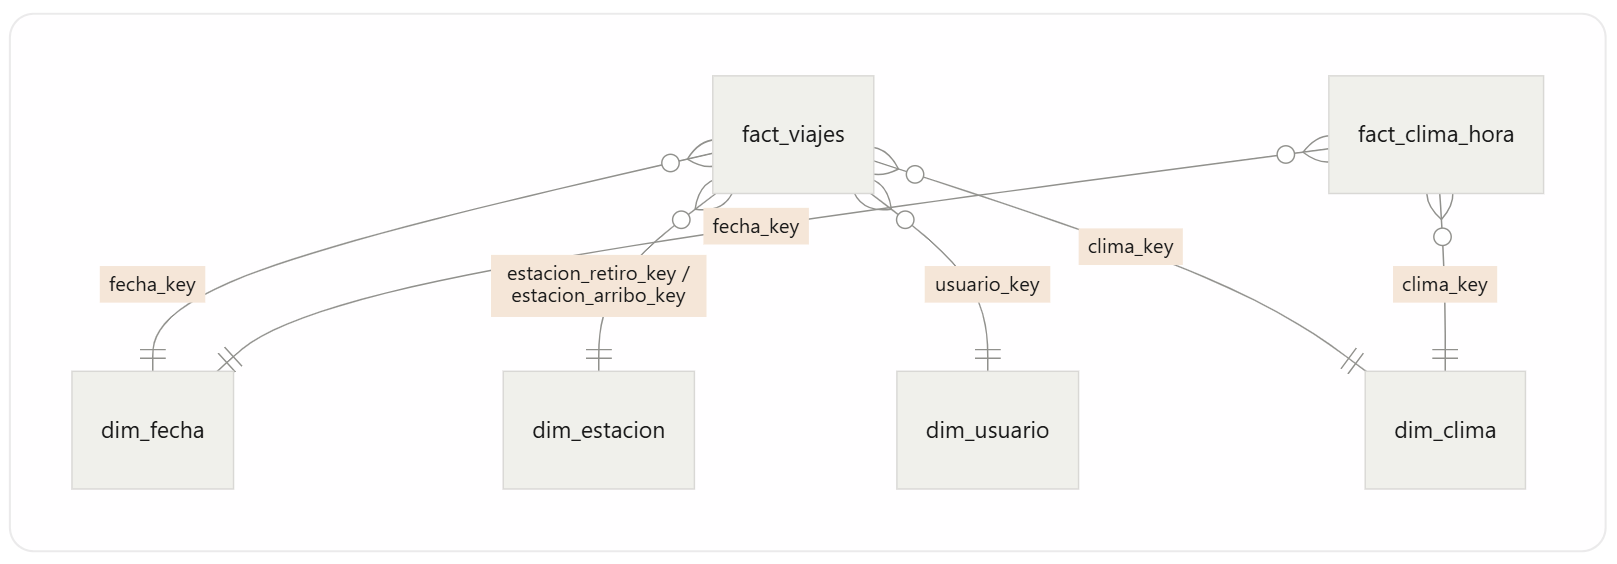 fact_viajes
fact_clima_hora
fecha_key
clima_key
fecha_key
estacion_retiro_key /
estacion_arribo_key
usuario_key
clima_key
dim_fecha
dim_estacion
dim_usuario
dim_clima